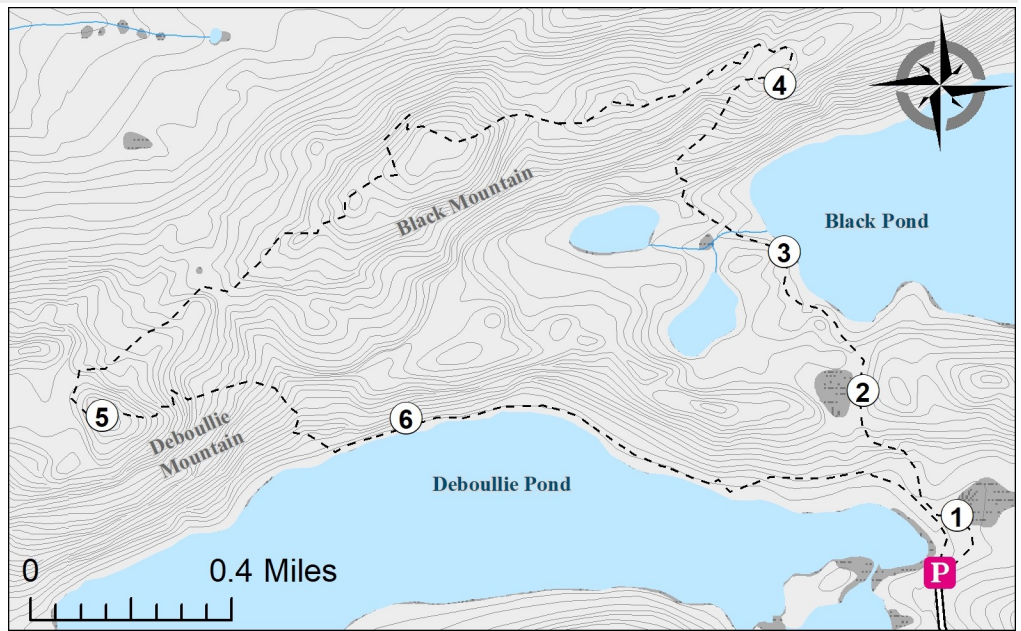 4
Black Mountain
Black Pond
3
2
5
Deboullie
Mountain
6
Deboullie Pond
1
P
0 0.4 Miles